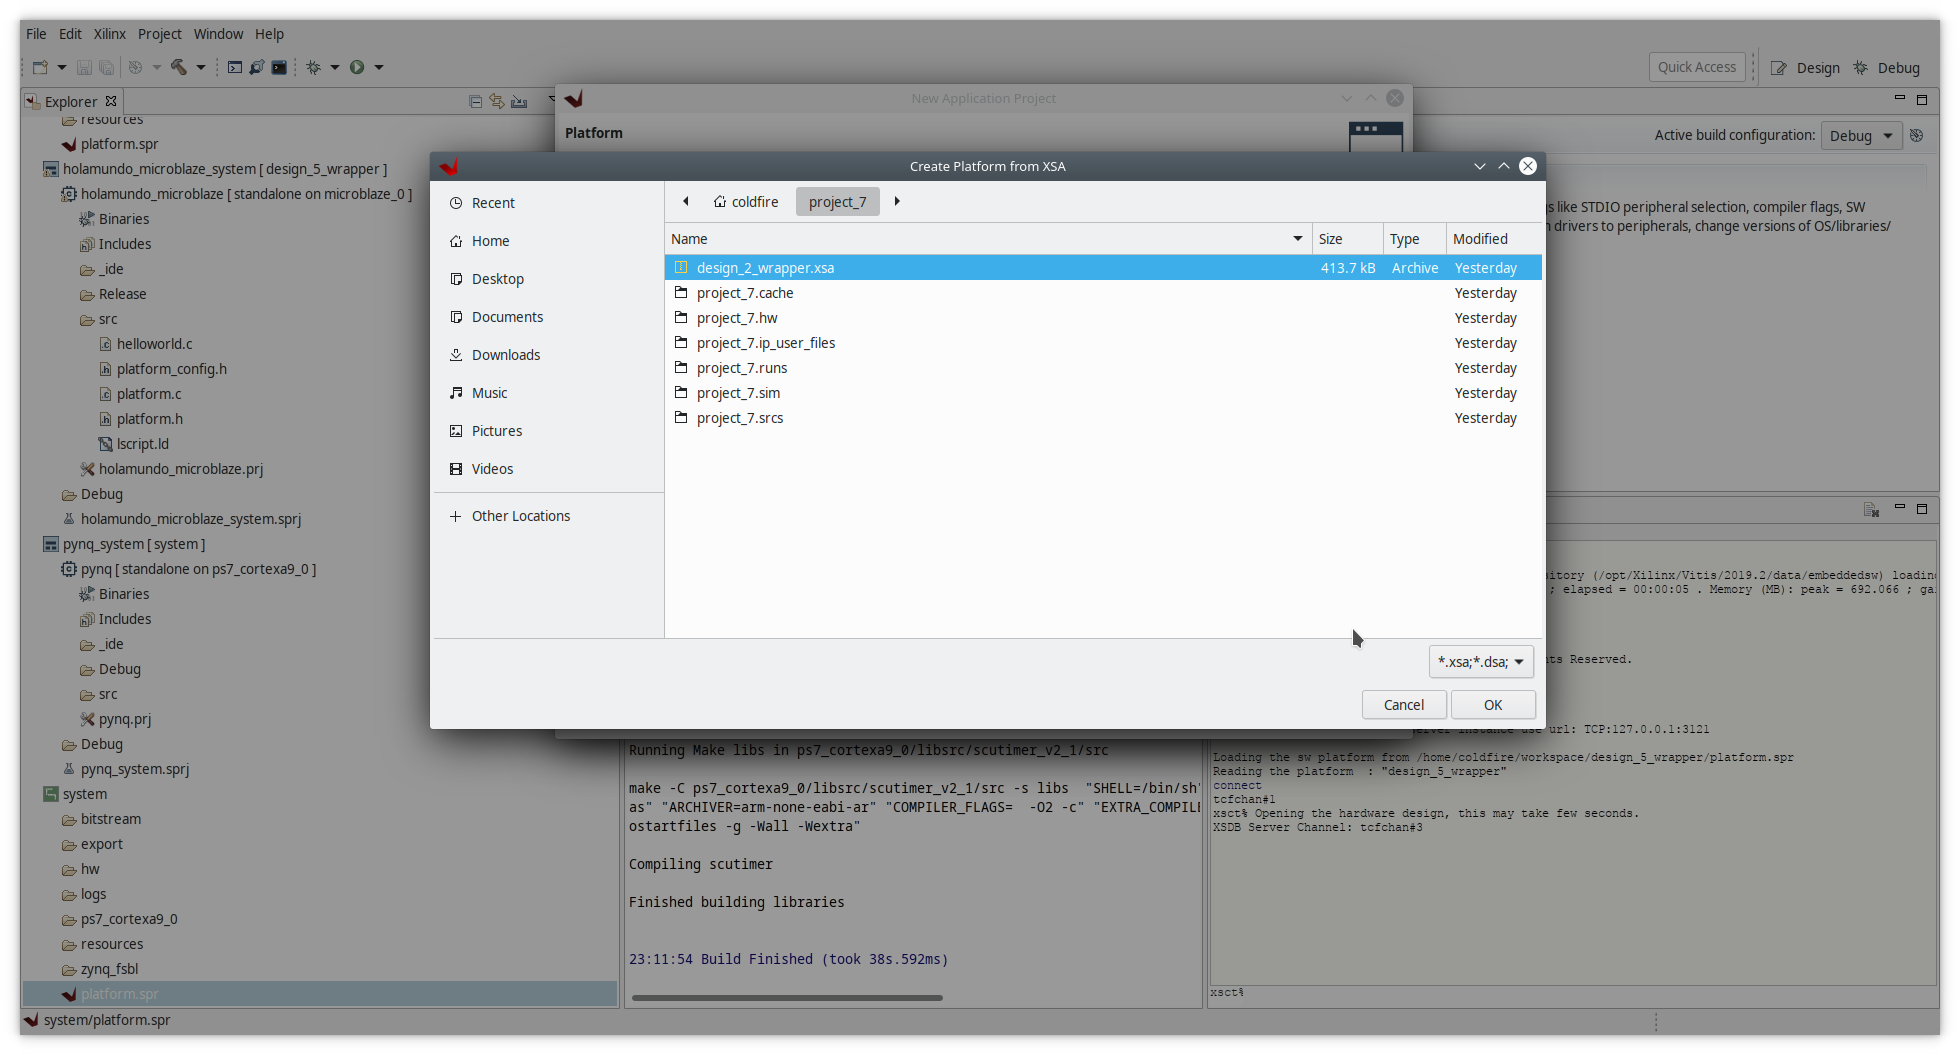 File Edit Xilinx Project Window Help
Quick Access
Design
Debug
Explorer
resources
platform.spr
holamundo_microblaze_system [ design_5_wrapper ]
holamundo_microblaze [ standalone on microblaze_0 ]
Binaries
Includes
_ide
Release
src
helloworld.c
platform_config.h
platform.c
platform.h
lscript.ld
holamundo_microblaze.prj
Debug
holamundo_microblaze_system.sprj
pynq_system [ system ]
pynq [ standalone on ps7_cortexa9_0 ]
Binaries
Includes
_ide
Debug
src
pynq.prj
Debug
pynq_system.sprj
system
bitstream
export
hw
logs
ps7_cortexa9_0
resources
zynq_fsbl
platform.spr
system/platform.spr
New Application Project
Platform
Create Platform from XSA
Recent
Home
Desktop
Documents
Downloads
Music
Pictures
Videos
Other Locations
coldfire project_7
Name Size Type Modified
design_2_wrapper.xsa 413.7 kB Archive Yesterday
project_7.cache Yesterday
project_7.hw Yesterday
project_7.ip_user_files Yesterday
project_7.runs Yesterday
project_7.sim Yesterday
project_7.srcs Yesterday
*.xsa;*.dsa;
Cancel OK
Active build configuration: Debug
like STDIO peripheral selection, compiler flags, SW
drivers to peripherals, change versions of OS/libraries/
Running Make libs in ps7_cortexa9_0/libsrc/scutimer_v2_1/src
make -C ps7_cortexa9_0/libsrc/scutimer_v2_1/src -s libs "SHELL=/bin/sh"
as" "ARCHIVER=arm-none-eabi-ar" "COMPILER_FLAGS= -O2 -c" "EXTRA_COMPILE
ostartfiles -g -Wall -Wextra"
Compiling scutimer
Finished building libraries
23:11:54 Build Finished (took 38s.592ms)
itory (/opt/Xilinx/Vitis/2019.2/data/embeddedsw) loading
; elapsed = 00:00:05 . Memory (MB): peak = 692.066 ; ga
ts Reserved.
server instance use url: TCP:127.0.0.1:3121
Loading the sw platform from /home/coldfire/workspace/design_5_wrapper/platform.spr
Reading the platform : "design_5_wrapper"
connect
tcfchan#1
xsct% Opening the hardware design, this may take few seconds.
XSDB Server Channel: tcfchan#3
xsct%